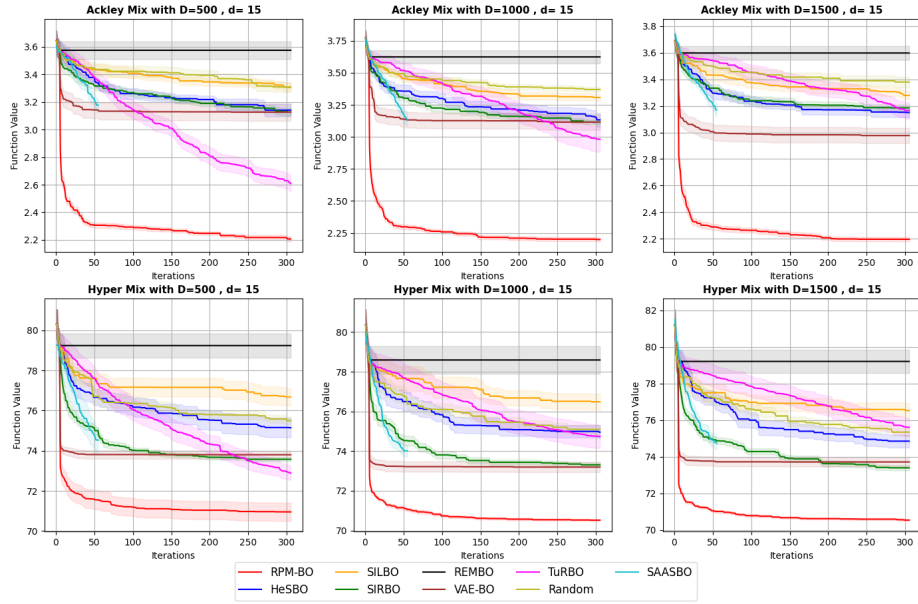 Ackley Mix with D=500 , d= 15
Ackley Mix with D=1000 , d= 15
Ackley Mix with D=1500 , d= 15
Function Value
3.6
3.4
3.2
3.0
2.8
2.6
2.4
2.2
0 50 100 150 200 250 300
Iterations
Function Value
3.75
3.50
3.25
3.00
2.75
2.50
2.25
0 50 100 150 200 250 300
Iterations
Function Value
3.8
3.6
3.4
3.2
3.0
2.8
2.6
2.4
2.2
0 50 100 150 200 250 300
Iterations
Hyper Mix with D=500 , d= 15
Hyper Mix with D=1000 , d= 15
Hyper Mix with D=1500 , d= 15
Function Value
80
78
76
74
72
70
0 50 100 150 200 250 300
Iterations
Function Value
80
78
76
74
72
70
0 50 100 150 200 250 300
Iterations
Function Value
82
80
78
76
74
72
70
0 50 100 150 200 250 300
Iterations
RPM-BO SILBO REMBO TuRBO SAASBO
HeSBO SIRBO VAE-BO Random